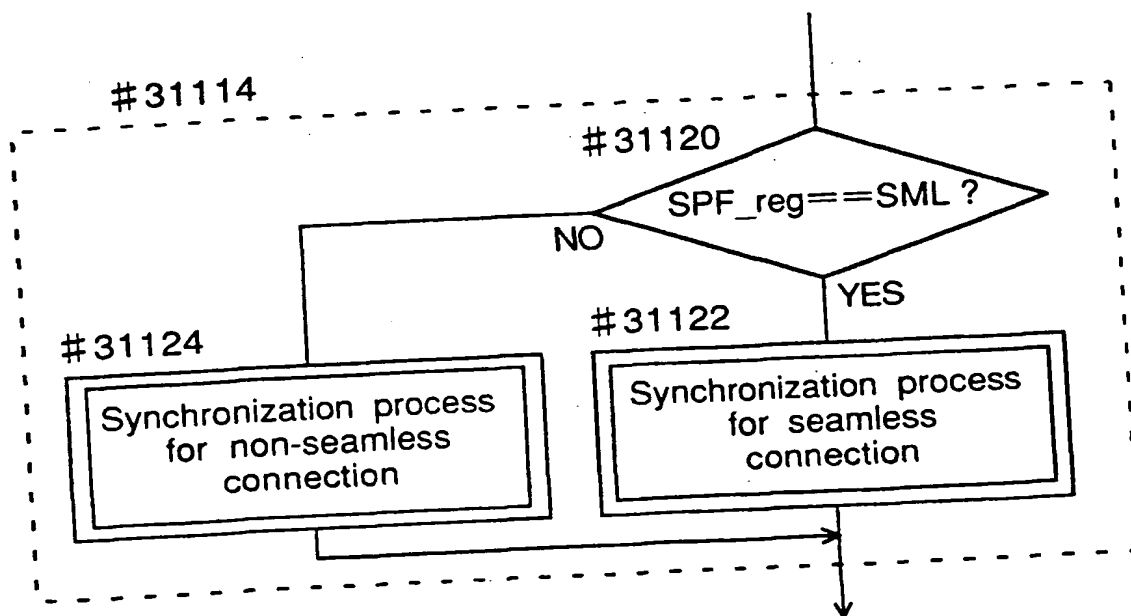 #31114
#31120
SPF_reg==SML ?
NO
YES
#31124
#31122
Synchronization process
for non-seamless
connection
Synchronization process
for seamless
connection